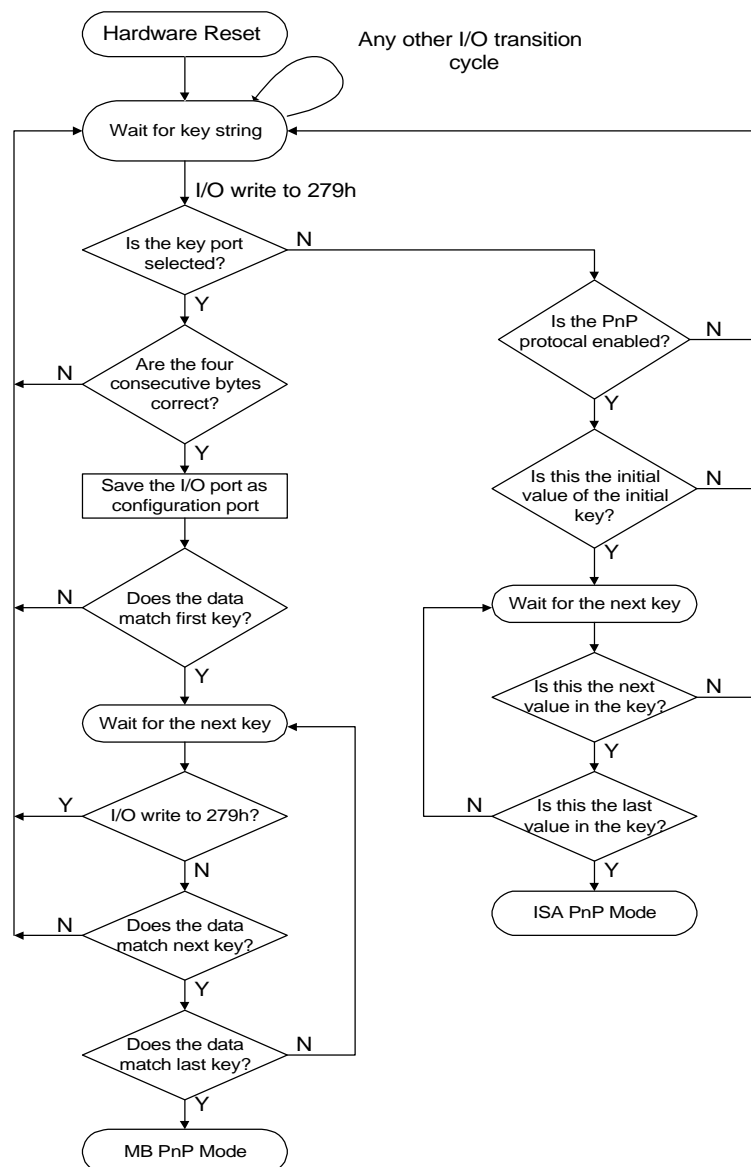 Hardware Reset
Any other I/O transition
cycle
Wait for key string
I/O write to 279h
Is the key port
selected?
N
Y
Is the PnP
protocal enabled?
N
Y
Are the four
consecutive bytes
correct?
N
Y
Save the I/O port as
configuration port
Is this the initial
value of the initial
key?
N
Y
Does the data
match first key?
N
Y
Wait for the next key
Wait for the next key
Is this the next
value in the key?
N
Y
I/O write to 279h?
Y
N
Is this the last
value in the key?
N
Y
ISA PnP Mode
Does the data
match next key?
N
Y
Does the data
match last key?
N
Y
MB PnP Mode